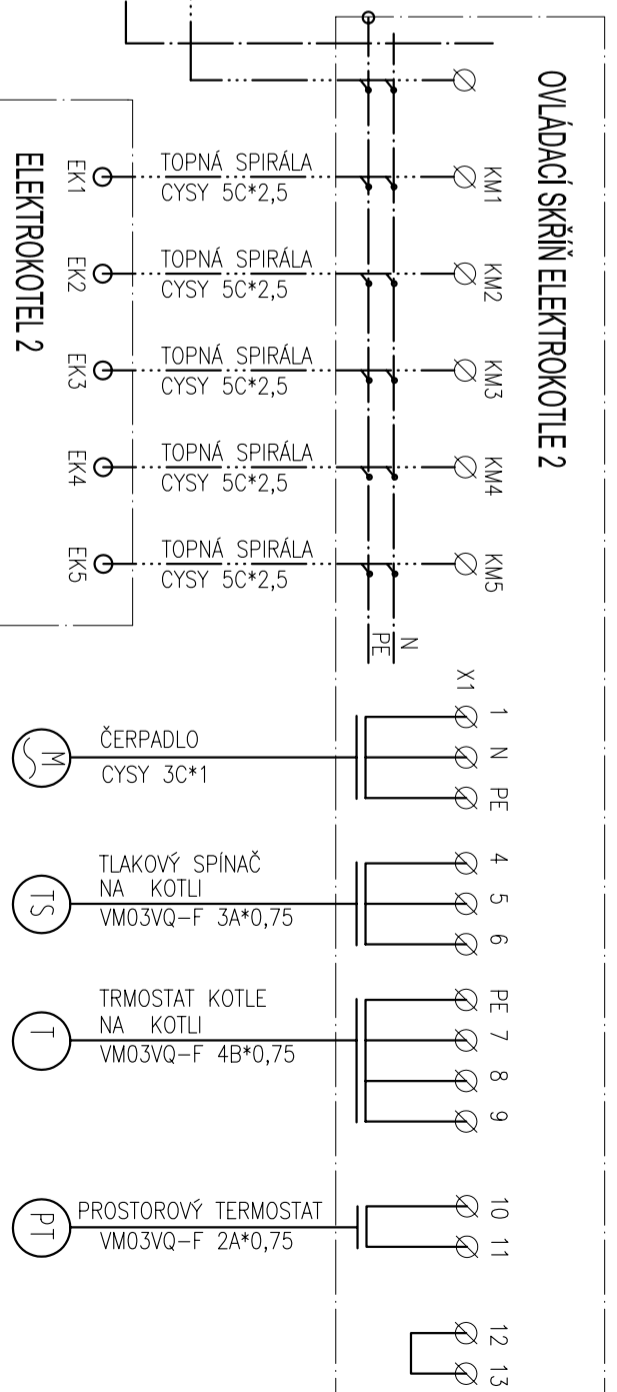 OVLÁDACÍ SKŘÍŇ ELEKTROKOTLE 2
ELEKTROKOTEL 2
EK1
TOPNÁ SPIRÁLA
CYSY 5C*2,5
KM1
EK2
TOPNÁ SPIRÁLA
CYSY 5C*2,5
KM2
EK3
TOPNÁ SPIRÁLA
CYSY 5C*2,5
KM3
EK4
TOPNÁ SPIRÁLA
CYSY 5C*2,5
KM4
EK5
TOPNÁ SPIRÁLA
CYSY 5C*2,5
KM5
N
PE
X1
1
N
PE
M
ČERPADLO
CYSY 3C*1
4
5
6
TS
TLAKOVÝ SPÍNAČ
NA KOTLI
VM03VQ-F 3A*0,75
PE
7
8
9
T
TRMOSTAT KOTLE
NA KOTLI
VM03VQ-F 4B*0,75
10
11
PT
PROSTOROVÝ TERMOSTAT
VM03VQ-F 2A*0,75
12
13